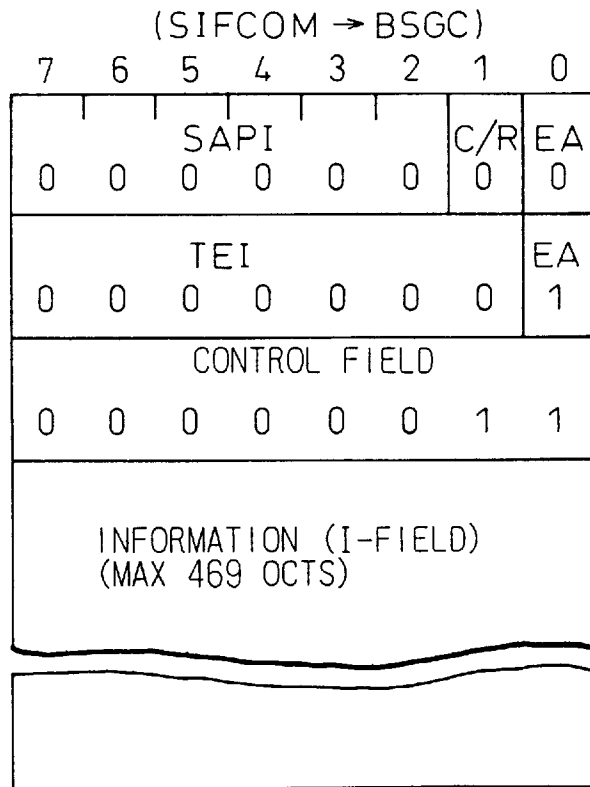 (SIFCOM → BSGC)
7 6 5 4 3 2 1 0
SAPI C/R EA
0 0 0 0 0 0 0 0
TEI EA
0 0 0 0 0 0 0 1
CONTROL FIELD
0 0 0 0 0 0 1 1
INFORMATION (I-FIELD)
(MAX 469 OCTS)